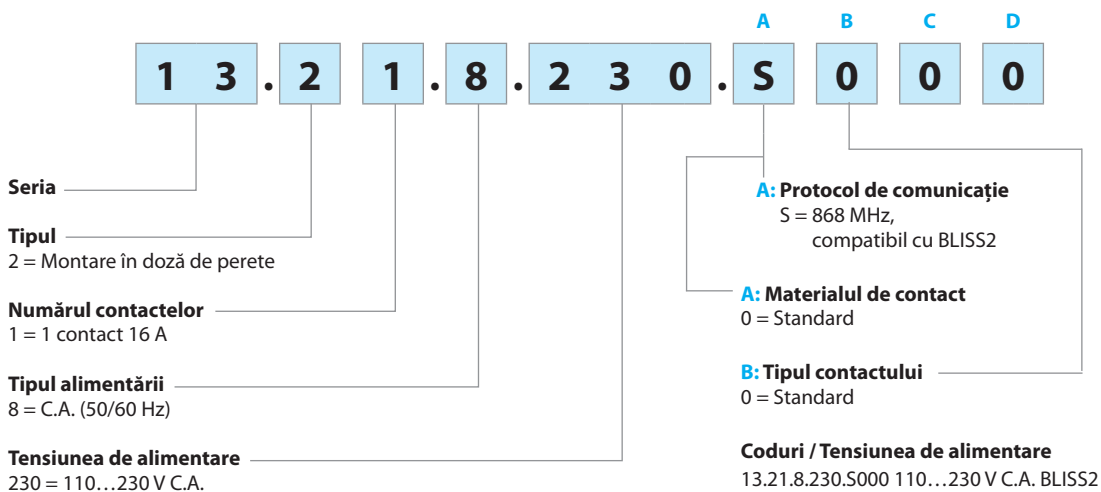 A B C D
1 3 . 2 1 . 8 . 2 3 0 . S 0 0 0
Seria
Tipul
2 = Montare în doză de perete
Numărul contactelor
1 = 1 contact 16 A
Tipul alimentării
8 = C.A. (50/60 Hz)
Tensiunea de alimentare
230 = 110…230 V C.A.
A: Protocol de comunicație
S = 868 MHz,
compatibil cu BLISS2
A: Materialul de contact
0 = Standard
B: Tipul contactului
0 = Standard
Coduri / Tensiunea de alimentare
13.21.8.230.S000 110…230 V C.A. BLISS2